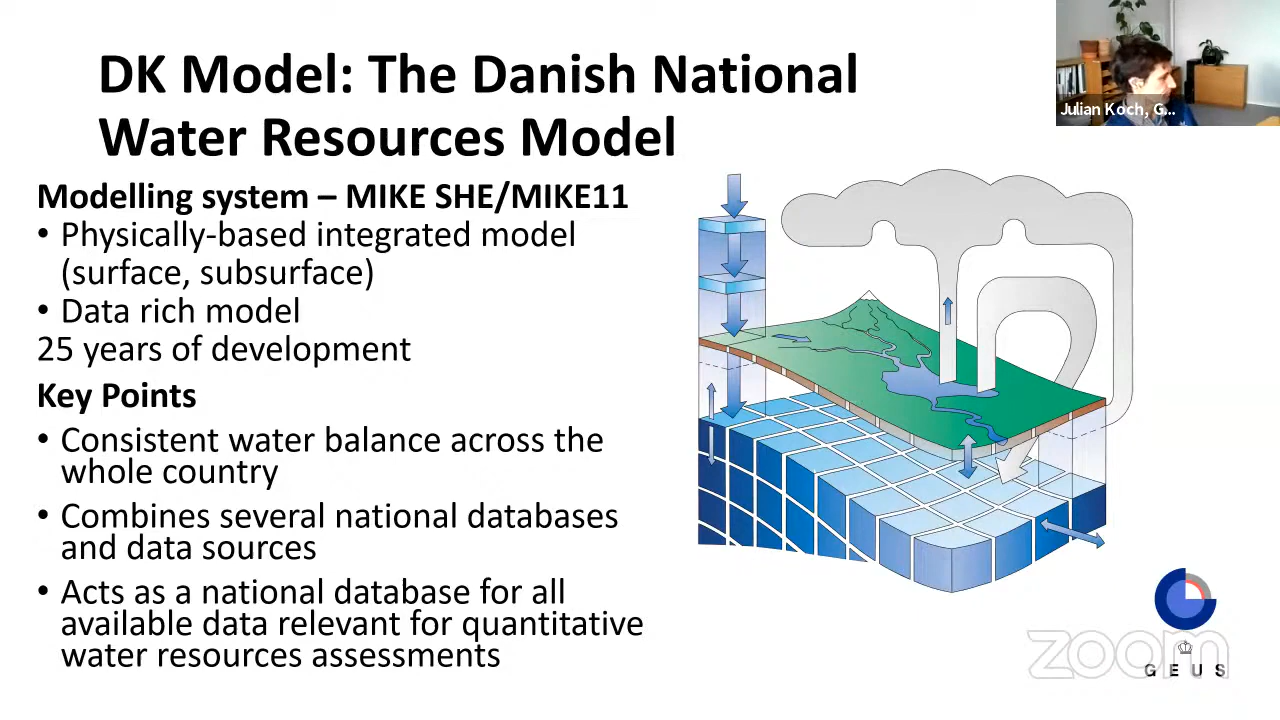 DK Model: The Danish National
Water Resources Model
Modelling system – MIKE SHE/MIKE11
• Physically-based integrated model
(surface, subsurface)
• Data rich model
25 years of development
Key Points
• Consistent water balance across the
whole country
• Combines several national databases
and data sources
• Acts as a national database for all
available data relevant for quantitative
water resources assessments
Julian Koch, G...
zoom
G E U S